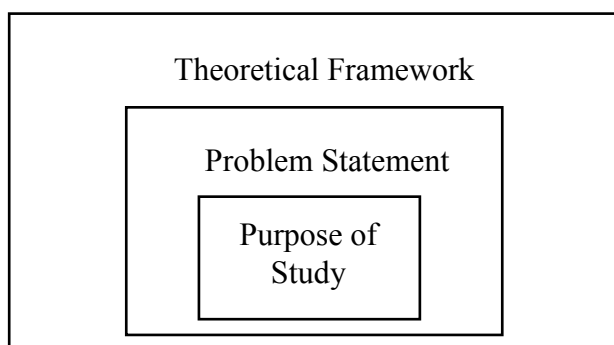 Theoretical Framework
Problem Statement
Purpose of
Study